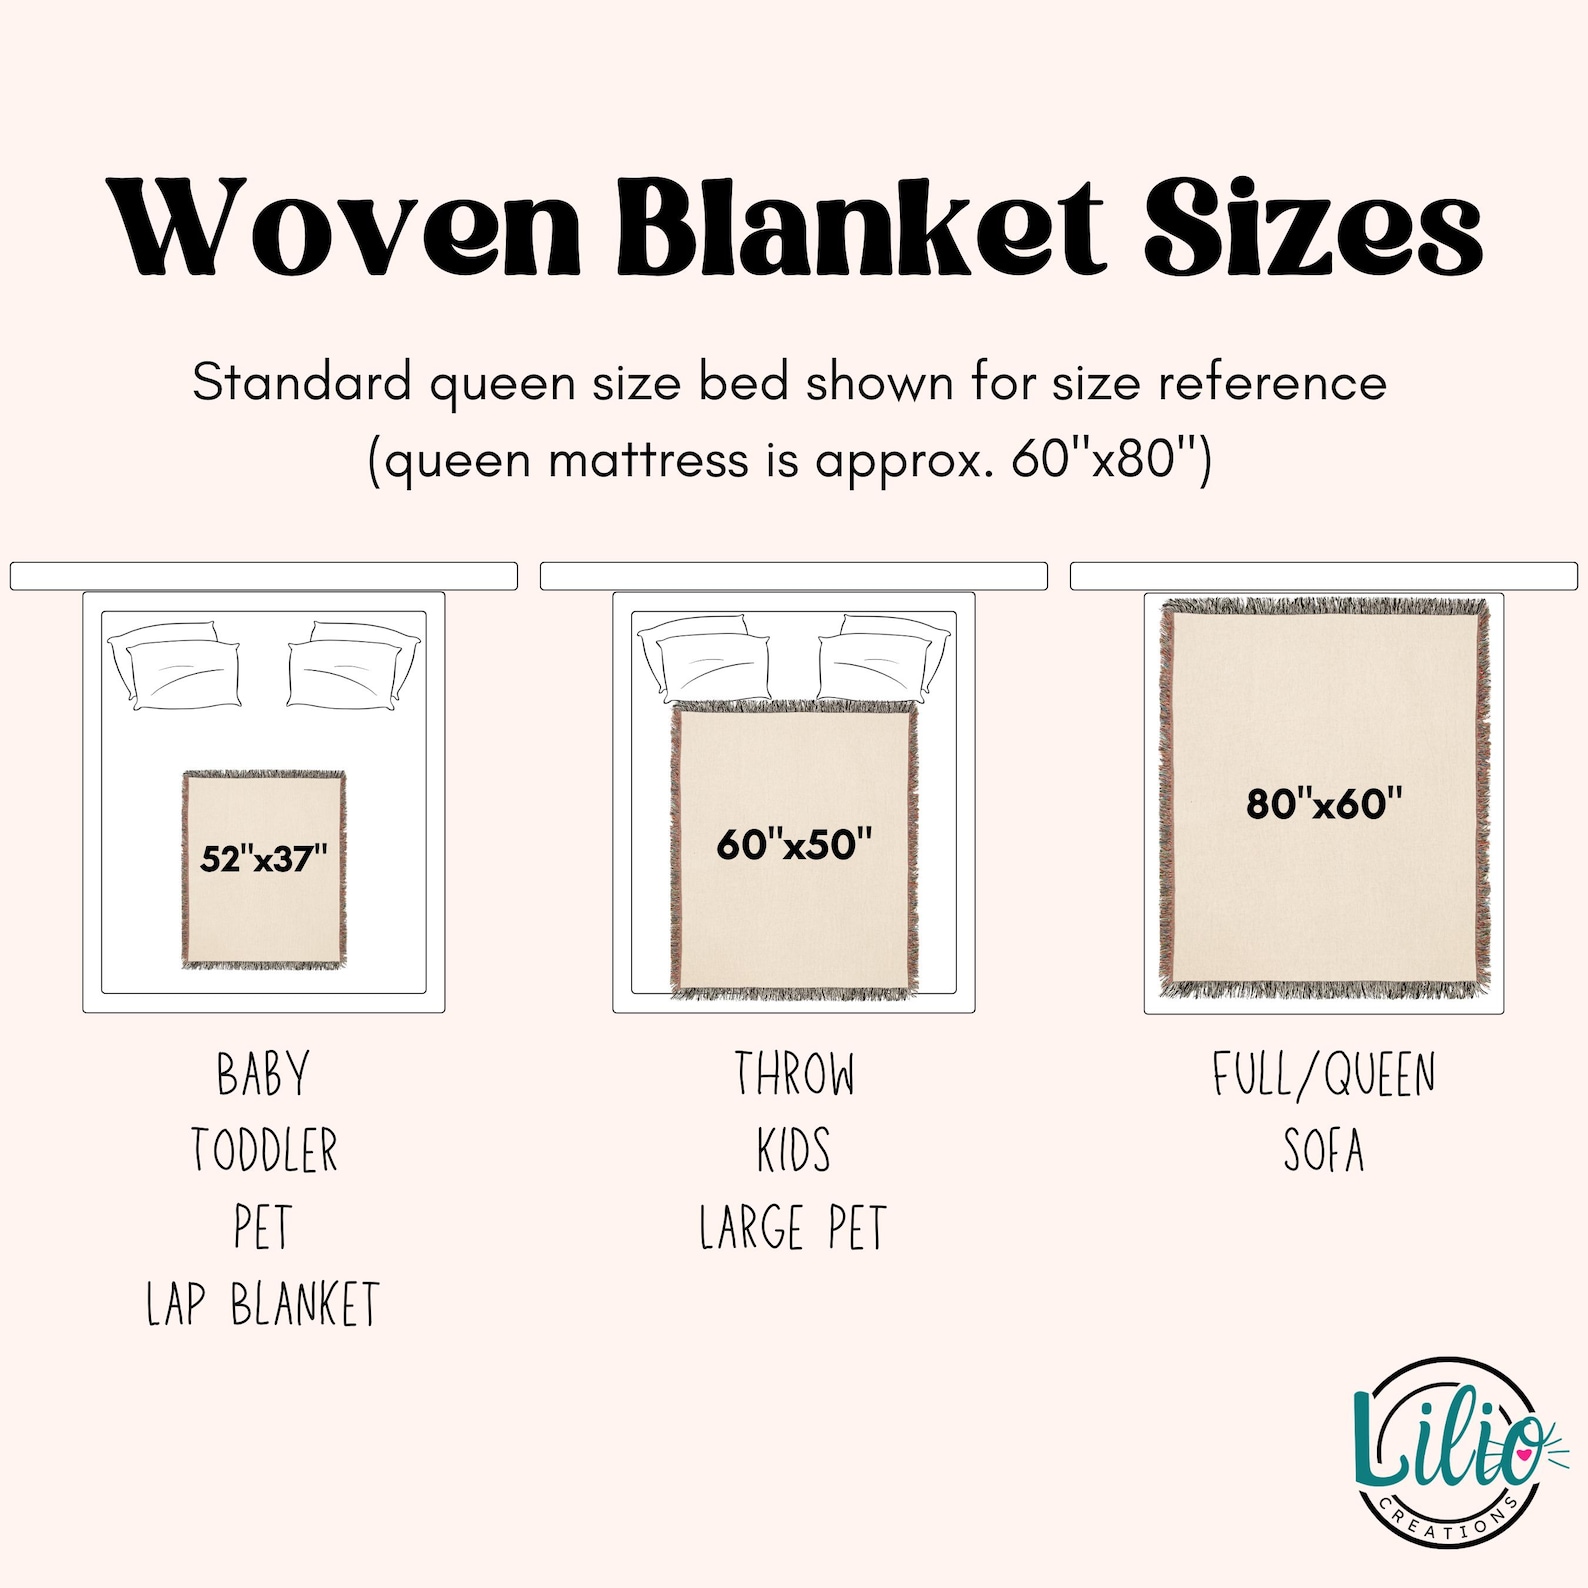 Woven Blanket Sizes
Standard queen size bed shown for size reference
(queen mattress is approx. 60"x80")
52"x37"
60"x50"
80"x60"
BABY
TODDLER
PET
LAP BLANKET
THROW
KIDS
LARGE PET
FULL/QUEEN
SOFA
Lilio
CREATIONS